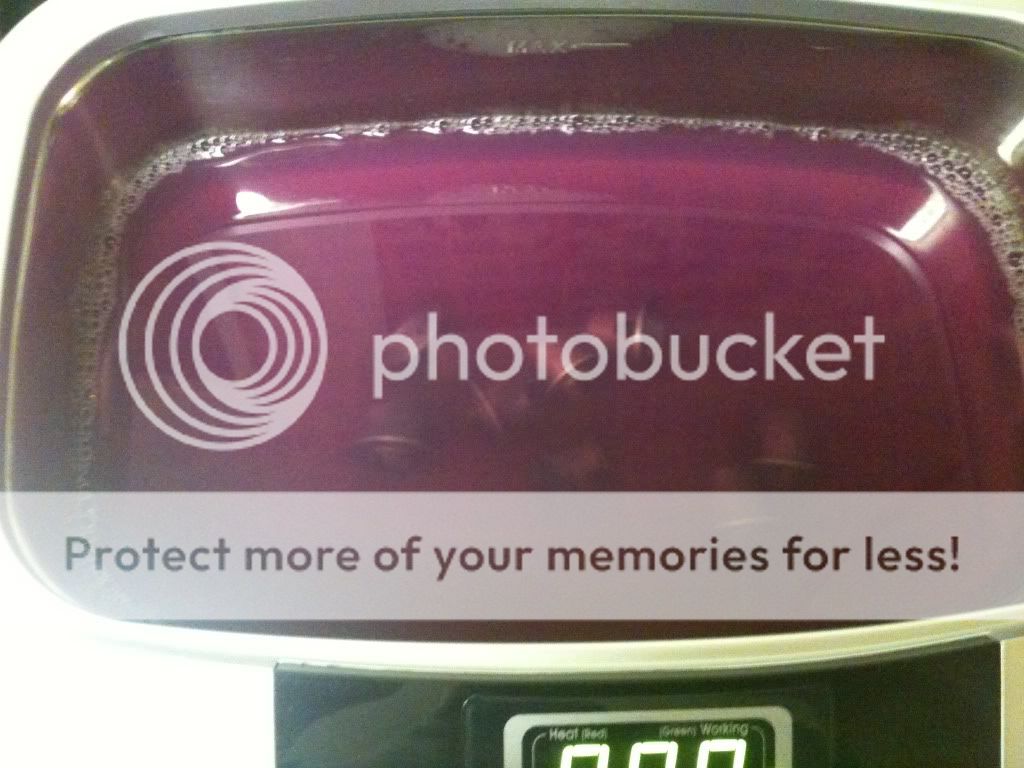 MAX
photobucket
Protect more of your memories for less!
Heat (Red) (Green) Working